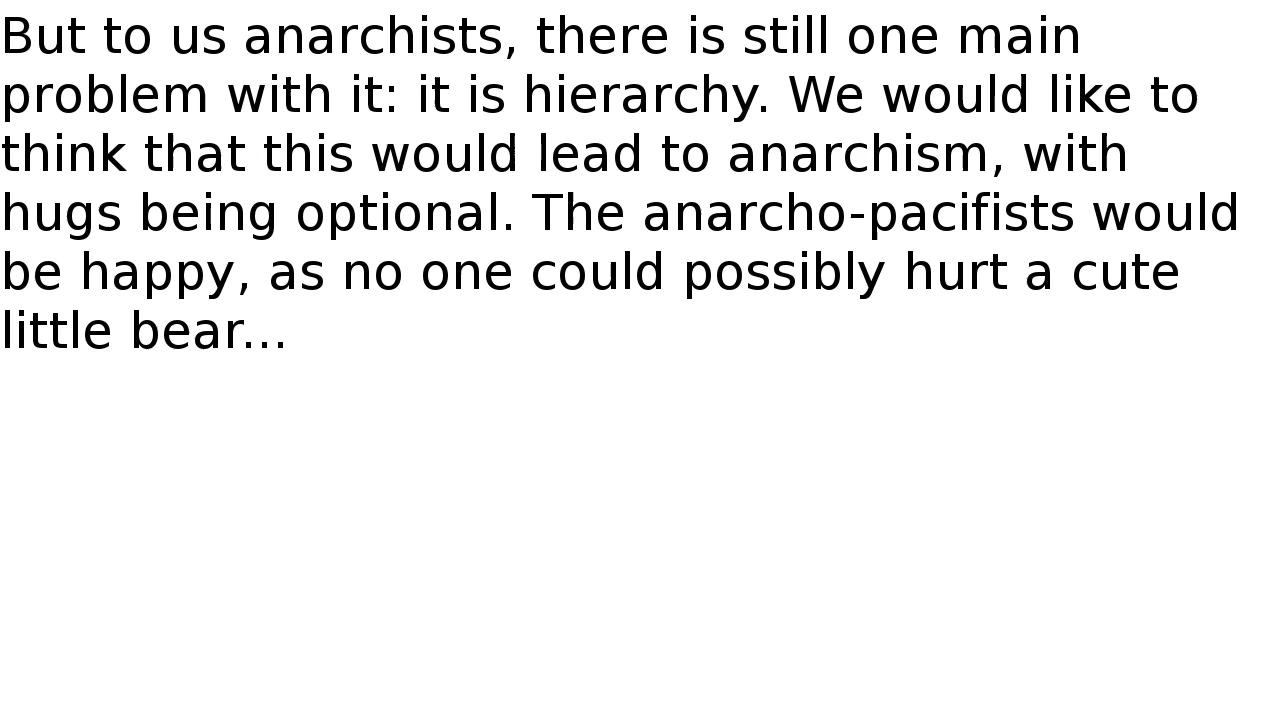 But to us anarchists, there is still one main
problem with it: it is hierarchy. We would like to
think that this would lead to anarchism, with
hugs being optional. The anarcho-pacifists would
be happy, as no one could possibly hurt a cute
little bear...